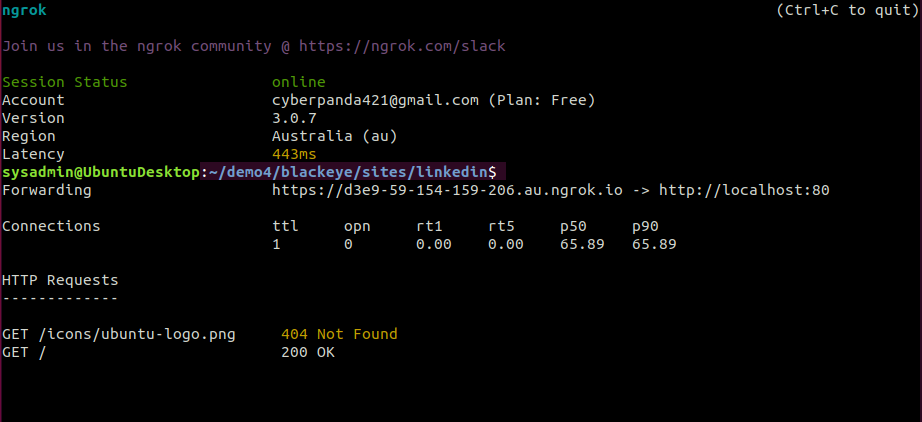 ngrok (Ctrl+C to quit)
Join us in the ngrok community @ https://ngrok.com/slack
Session Status online
Account cyberpanda421@gmail.com (Plan: Free)
Version 3.0.7
Region Australia (au)
Latency 443ms
sysadmin@UbuntuDesktop:~/demo4/blackeye/sites/linkedin$
Forwarding https://d3e9-59-154-159-206.au.ngrok.io -> http://localhost:80
Connections ttl opn rt1 rt5 p50 p90
1 0 0.00 0.00 65.89 65.89
HTTP Requests
-------------
GET /icons/ubuntu-logo.png 404 Not Found
GET / 200 OK